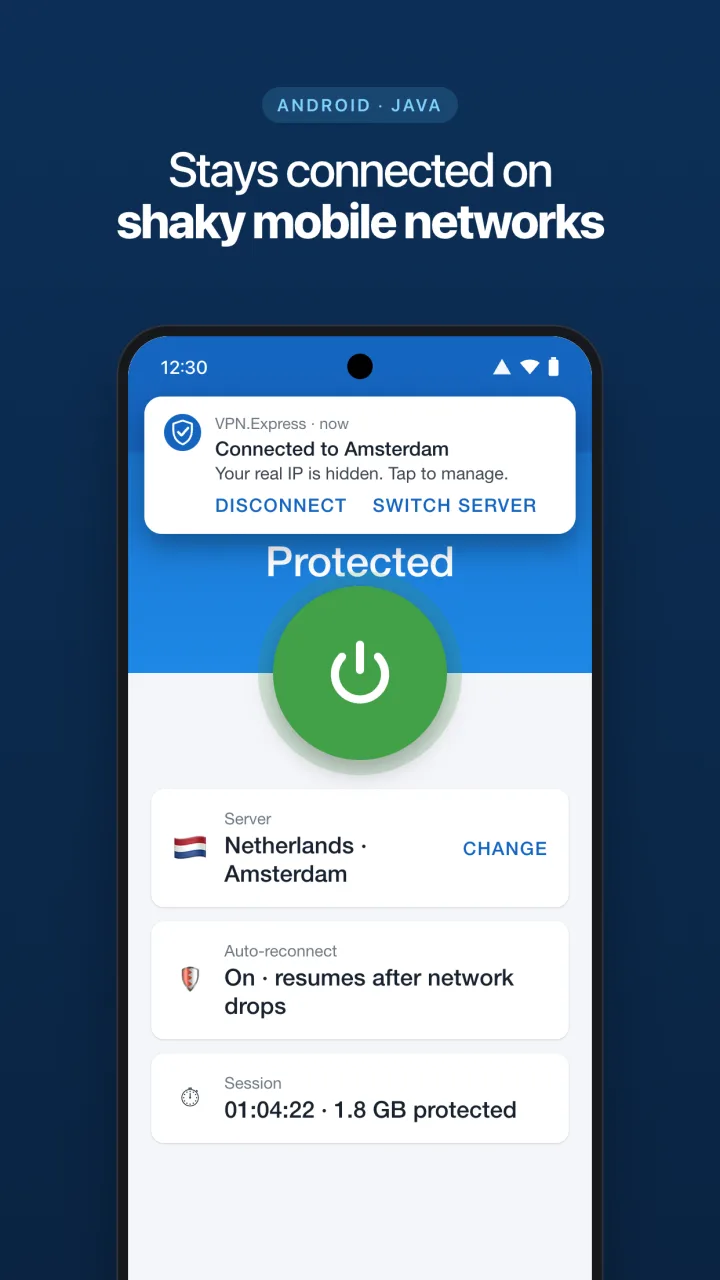 ANDROID · JAVA
Stays connected on
shaky mobile networks
12:30
VPN.Express · now
Connected to Amsterdam
Your real IP is hidden. Tap to manage.
DISCONNECT SWITCH SERVER
Protected
Server
Netherlands ·
Amsterdam
CHANGE
Auto-reconnect
On · resumes after network
drops
Session
01:04:22 · 1.8 GB protected